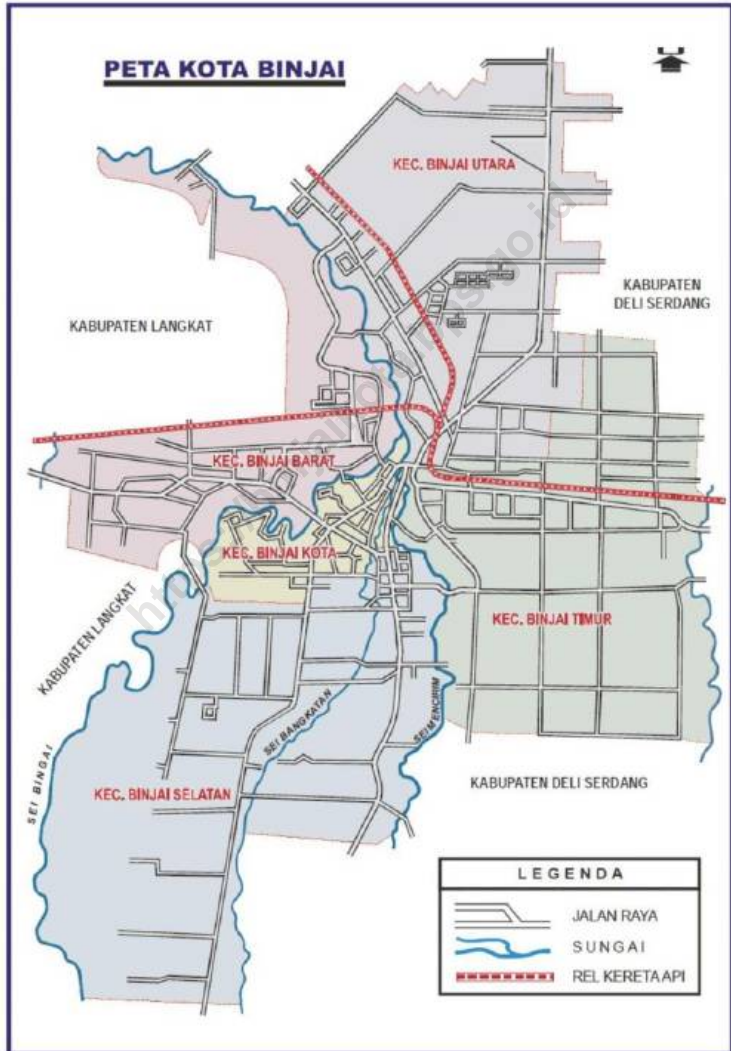 PETA KOTA BINJAI
U
KEC. BINJAI UTARA
KABUPATEN
DELI SERDANG
KABUPATEN LANGKAT
KEC. BINJAI BARAT
KEC. BINJAI KOTA
KABUPATEN LANGKAT
KEC. BINJAI TIMUR
SEI BANGKATAN
SEI MENCIRIM
SEI BINGAI
KEC. BINJAI SELATAN
KABUPATEN DELI SERDANG
LEGENDA
JALAN RAYA
SUNGAI
REL KERETA API